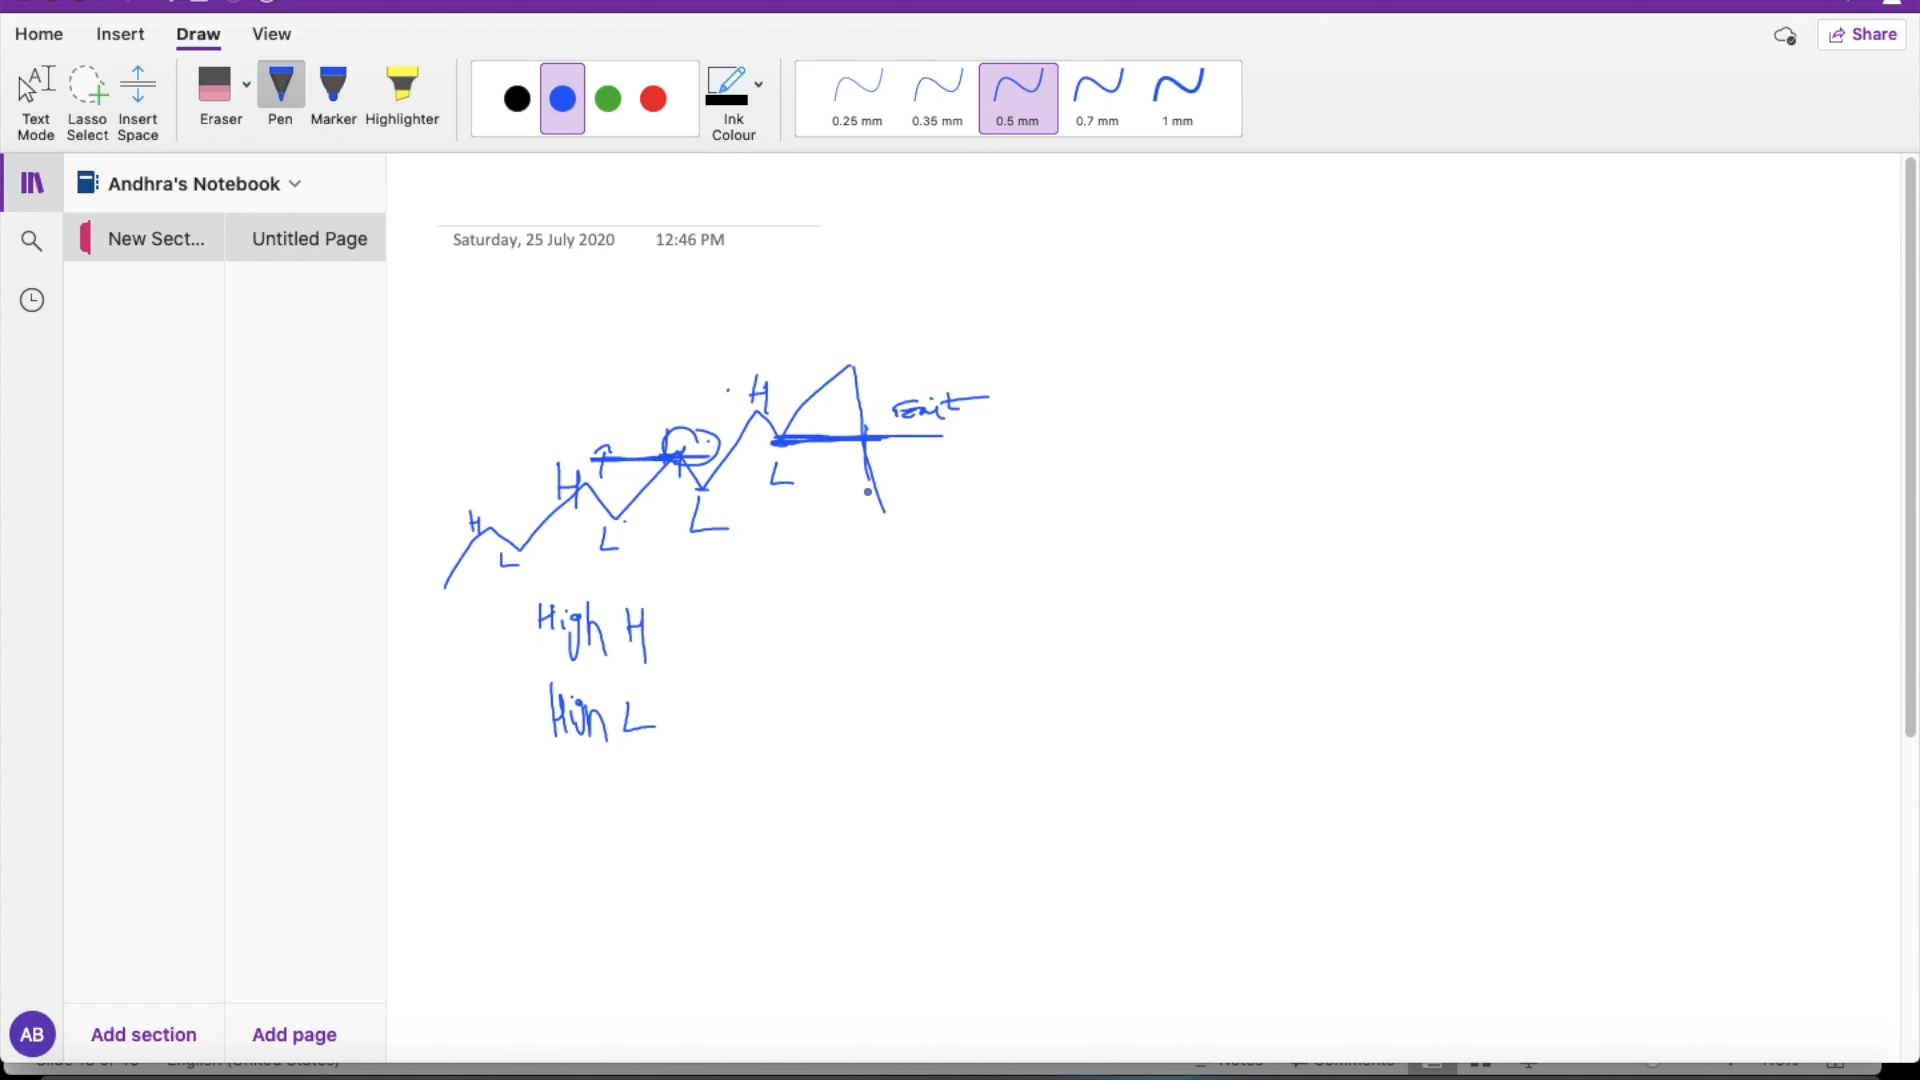 Home Insert Draw View Share
Text Mode
Lasso Select
Insert Space
Eraser
Pen
Marker
Highlighter
Ink Colour
0.25 mm
0.35 mm
0.5 mm
0.7 mm
1 mm
Andhra's Notebook
New Sect... Untitled Page
Saturday, 25 July 2020 12:46 PM
H
Exit
H
L
L
H
L
L
High H
High L
AB Add section Add page